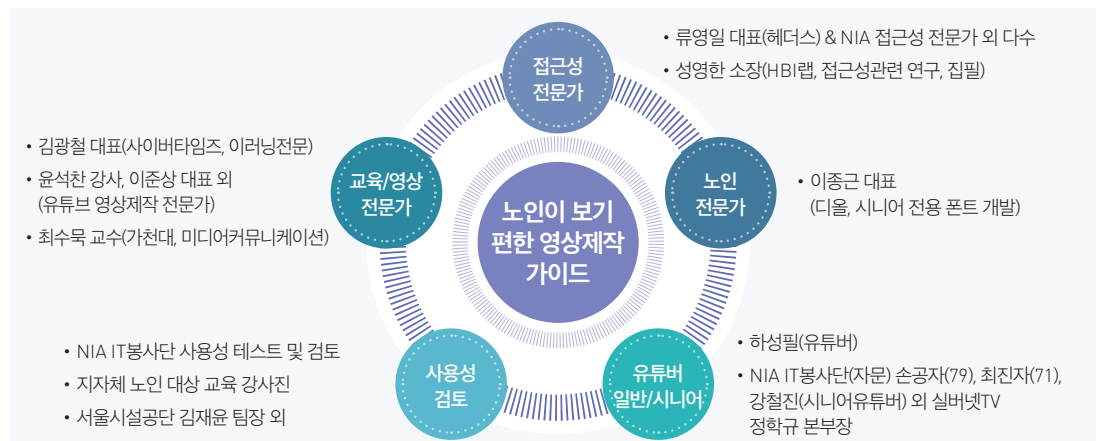 • 류영일 대표(헤더스) & NIA 접근성 전문가 외 다수
• 성영한 소장(HBI랩, 접근성관련 연구, 집필)
접근성
전문가
• 김광철 대표(사이버타임즈, 이러닝전문)
• 윤석찬 강사, 이준상 대표 외
(유튜브 영상제작 전문가)
• 최수묵 교수(가천대, 미디어커뮤니케이션)
교육/영상
전문가
노인이 보기
편한 영상제작
가이드
노인
전문가
• 이종근 대표
(디올, 시니어 전용 폰트 개발)
• NIA IT봉사단 사용성 테스트 및 검토
• 지자체 노인 대상 교육 강사진
• 서울시설공단 김재윤 팀장 외
사용성
검토
유튜버
일반/시니어
• 하성필(유튜버)
• NIA IT봉사단(자문) 손공자(79), 최진자(71),
강철진(시니어유튜버) 외 실버넷TV
정학규 본부장